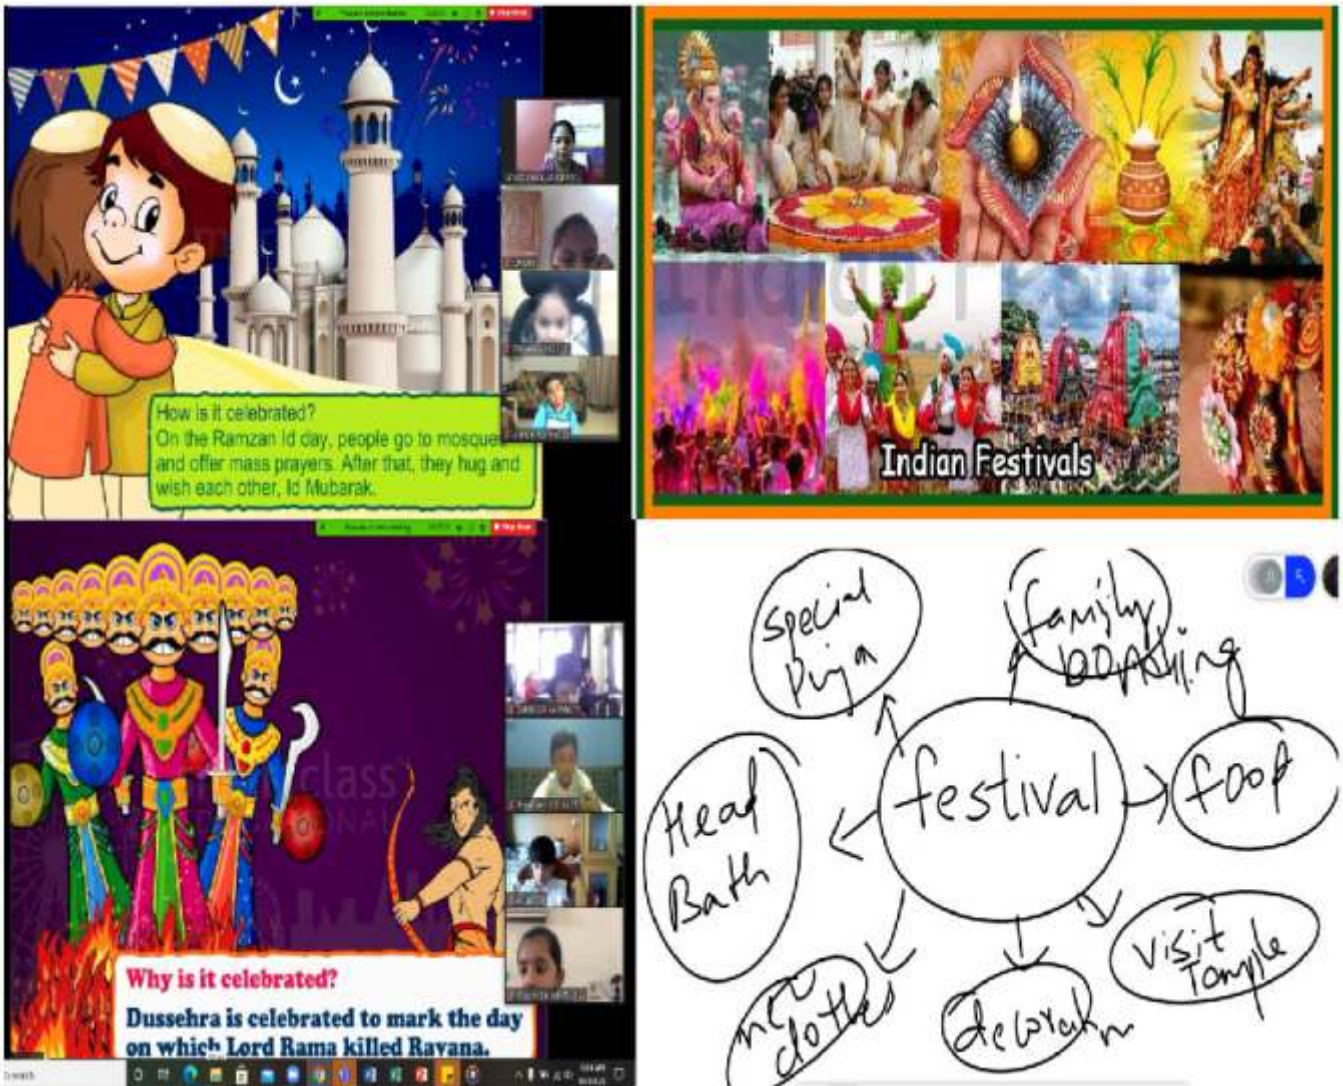 How is it celebrated?
On the Ramzan Id day, people go to mosques
and offer mass prayers. After that, they hug and
wish each other, Id Mubarak.
Indian Festivals
Why is it celebrated?
Dussehra is celebrated to mark the day
on which Lord Rama killed Ravana.
special
Puja
family
bonding
festival
food
Head
Bath
visit
Temple
new
clothes
decoration